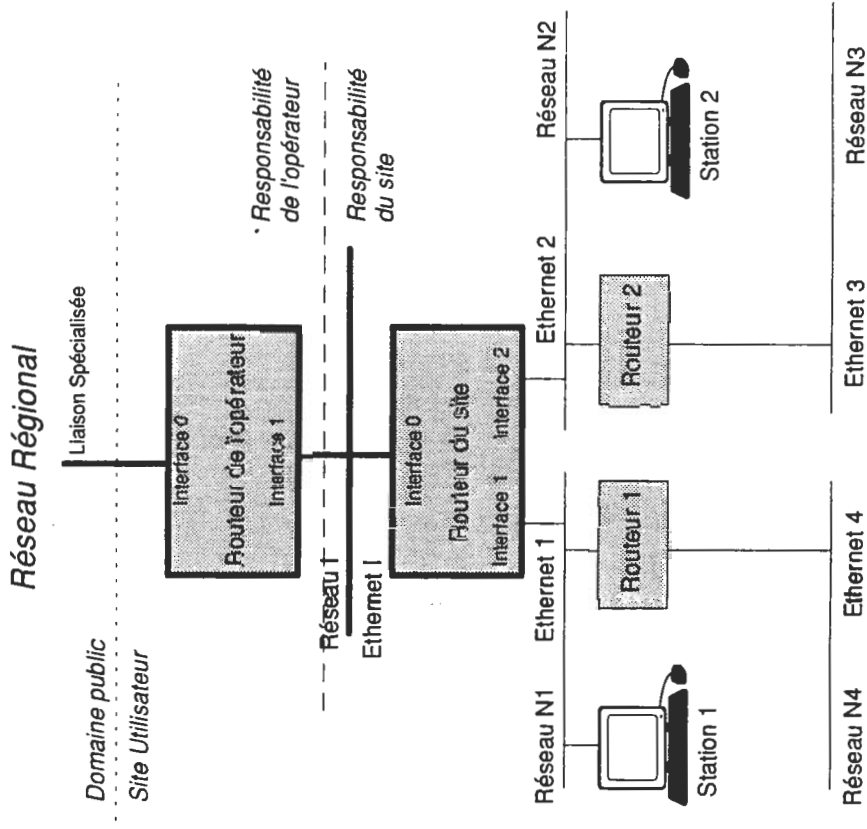 Réseau Régional
Liaison Spécialisée
Domaine public
Site Utilisateur
Interface 0
Routeur de l'opérateur
Interface 1
Responsabilité
de l'opérateur
Réseau I
Ethernet I
Responsabilité
du site
Interface 0
Routeur du site
Interface 1 Interface 2
Réseau N1
Ethernet 1
Ethernet 2
Réseau N2
Station 1
Routeur 1
Routeur 2
Station 2
Réseau N4
Ethernet 4
Ethernet 3
Réseau N3